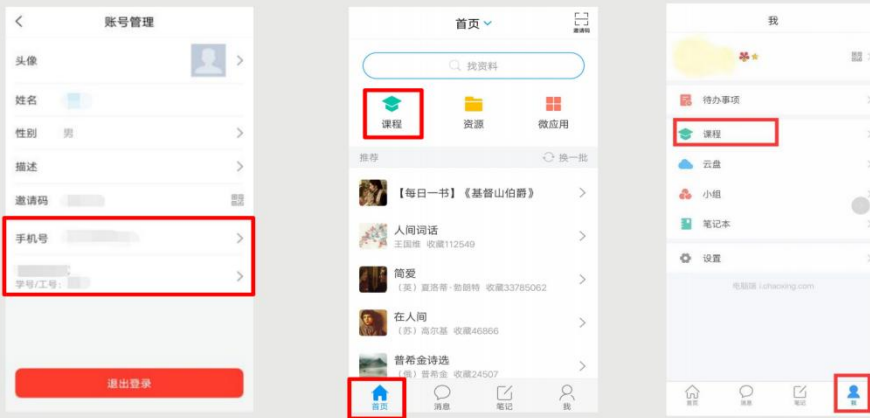 账号管理
头像
姓名
性别 男
描述
邀请码
手机号
学号/工号:
退出登录
首页
邀请码
找资料
课程
资源
微应用
推荐
换一批
【每日一书】《基督山伯爵》
人间词话
王国维 收藏112549
简爱
(英) 夏洛蒂·勃朗特 收藏33785062
在人间
(苏) 高尔基 收藏46866
普希金诗选
(俄) 普希金 收藏24507
首页
消息
笔记
我
我
待办事项
课程
云盘
小组
笔记本
设置
电脑端 i.chaoxing.com
首页
消息
笔记
我